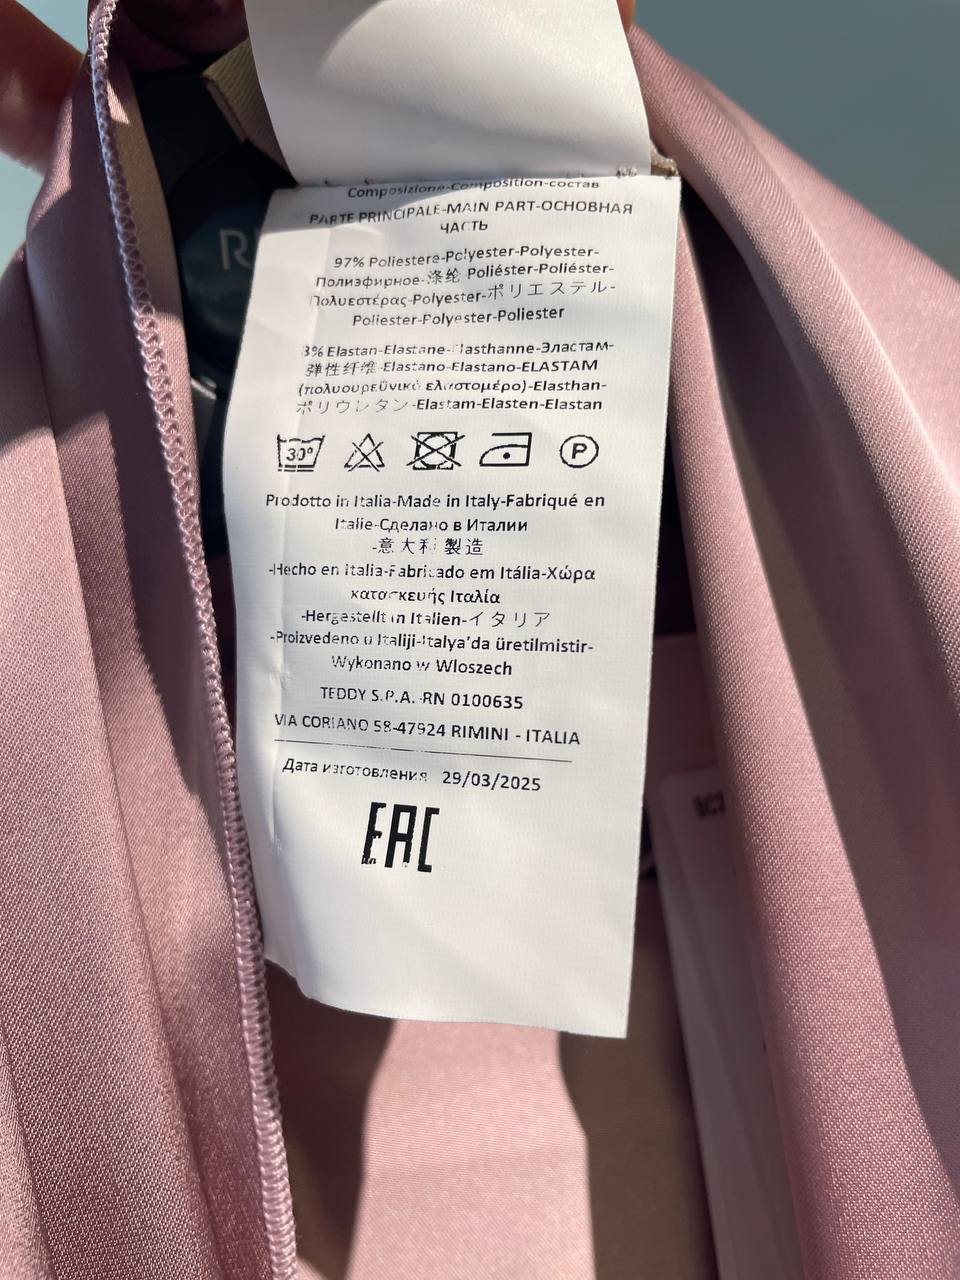 Composizione-Composition-состав
PARTE PRINCIPALE-MAIN PART-ОСНОВНАЯ
ЧАСТЬ
97% Poliestere-Polyester-Polyester-
Полиэфирное-涤纶 Poliéster-Poliéster-
Πολυεστέρας-Polyester-ポリエステル-
Poliester-Polyester-Poliester
3% Elastan-Elastane-Elasthanne-Эластам-
弹性纤维-Elastano-Elastano-ELASTAM
(πολυουρεϋνικό ελαστομέρο)-Elasthan-
ポリウレタン-Elastam-Elasten-Elastan
30°
P
Prodotto in Italia-Made in Italy-Fabriqué en
Italie-Сделано в Италии
-意大利 製造
-Hecho en Italia-Fabricado em Itália-Χώρα
κατασκευής Ιταλία
-Hergestellt in Italien-イタリア
-Proizvedeno u Italiji-Italya'da üretilmistir-
Wykonano w Wloszech
TEDDY S.P.A.-RN 0100635
VIA CORIANO 58-47924 RIMINI - ITALIA
Дата изготовления 29/03/2025
EAC